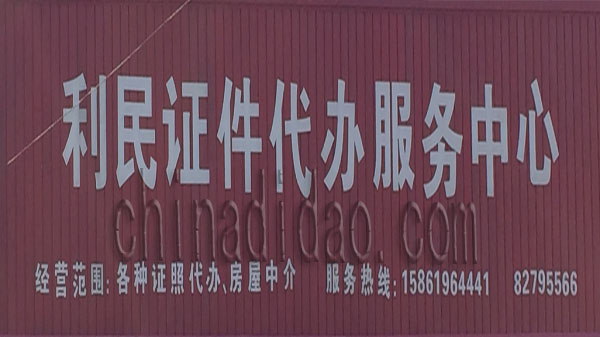 利民证件代办服务中心
chinadidao.com
经营范围:各种证照代办、房屋中介 服务热线:15861964441 82795566